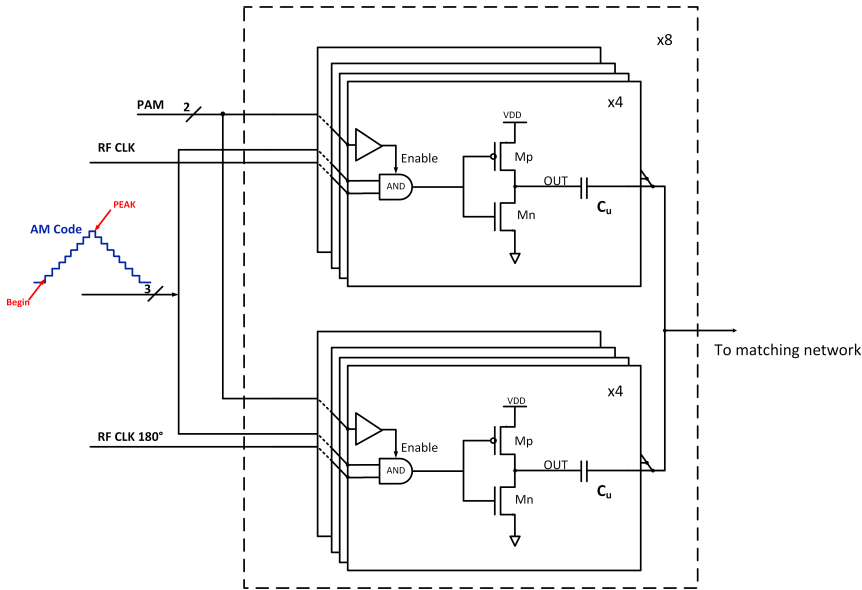 x8
x4
PAM
2
VDD
RF CLK
Enable
Mp
AND
OUT
PEAK
Cu
AM Code
Mn
3
Begin
To matching network
x4
VDD
RF CLK 180°
Enable
Mp
AND
OUT
Cu
Mn